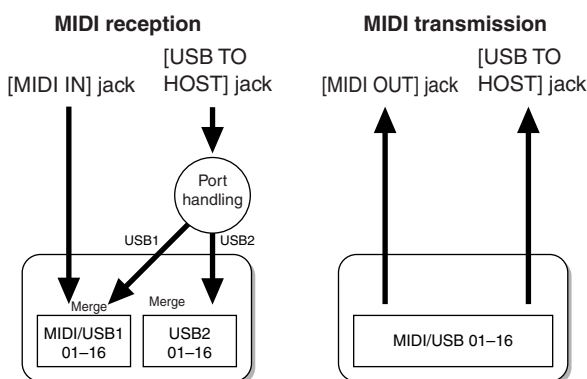 MIDI reception
[MIDI IN] jack
[USB TO
HOST] jack
Port
handling
USB1
USB2
Merge
Merge
MIDI/USB1
01–16
USB2
01–16
MIDI transmission
[MIDI OUT] jack
[USB TO
HOST] jack
MIDI/USB 01–16